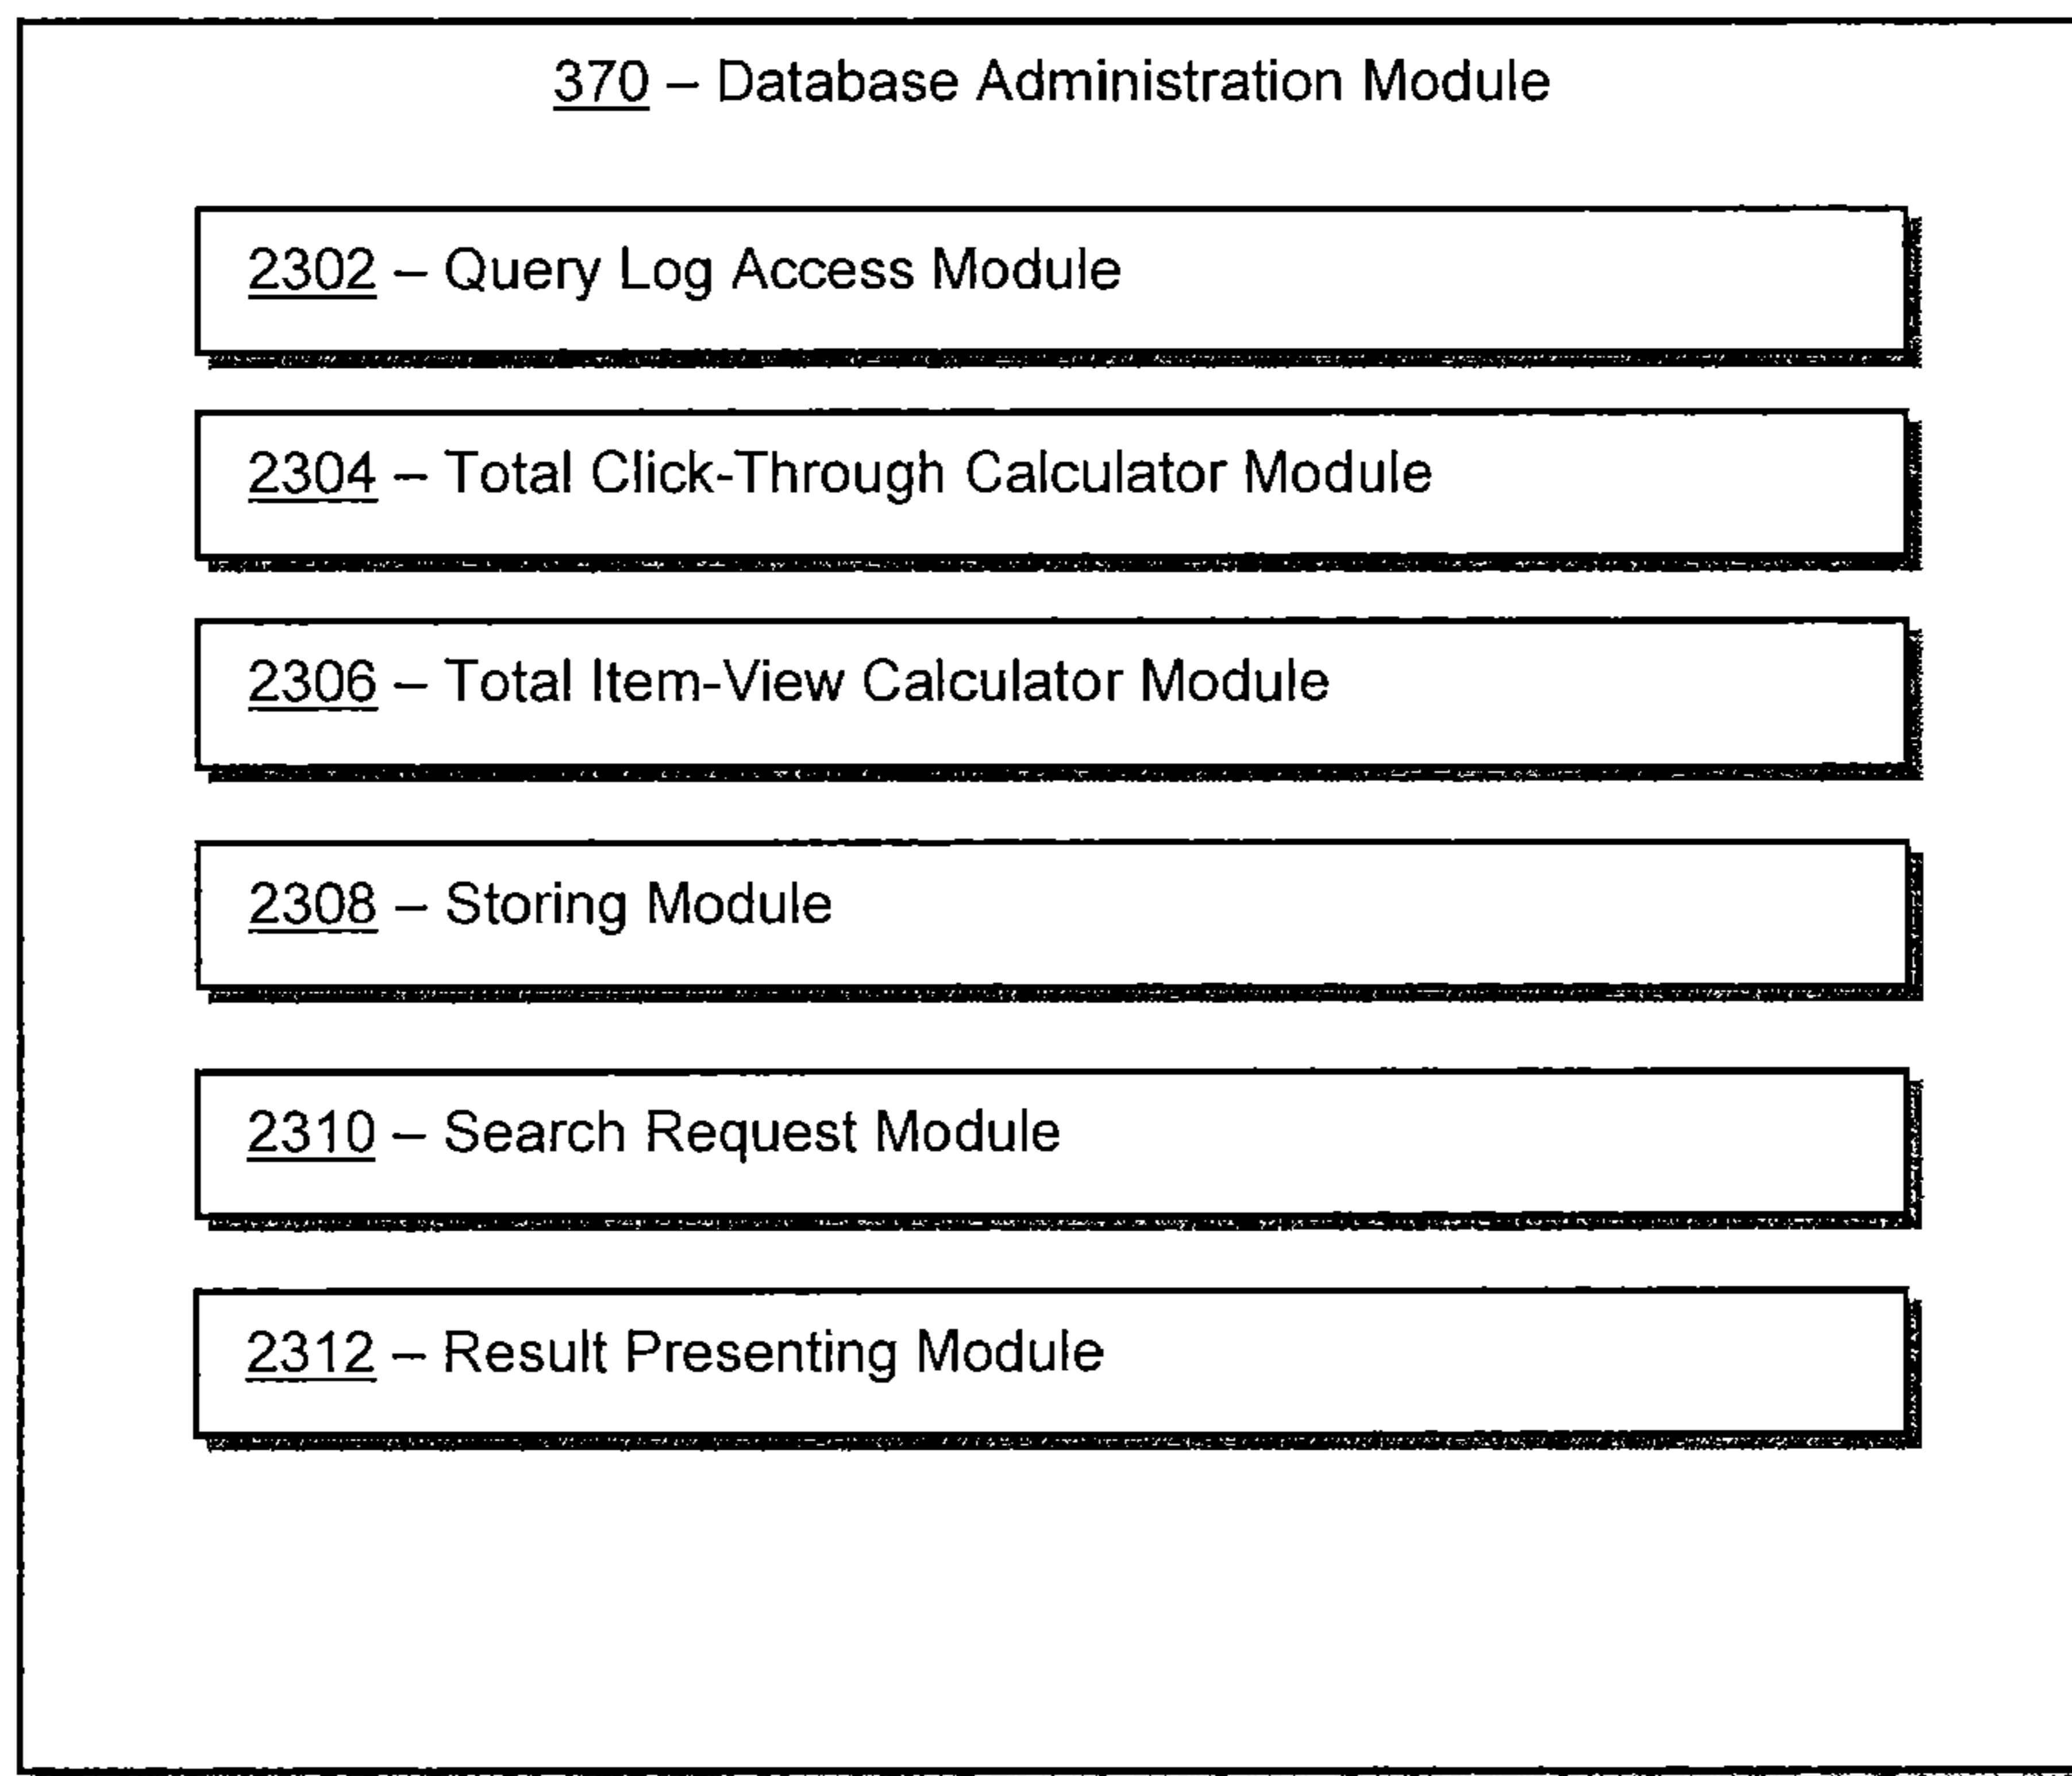 370 – Database Administration Module
2302 – Query Log Access Module
2304 – Total Click-Through Calculator Module
2306 – Total Item-View Calculator Module
2308 – Storing Module
2310 – Search Request Module
2312 – Result Presenting Module